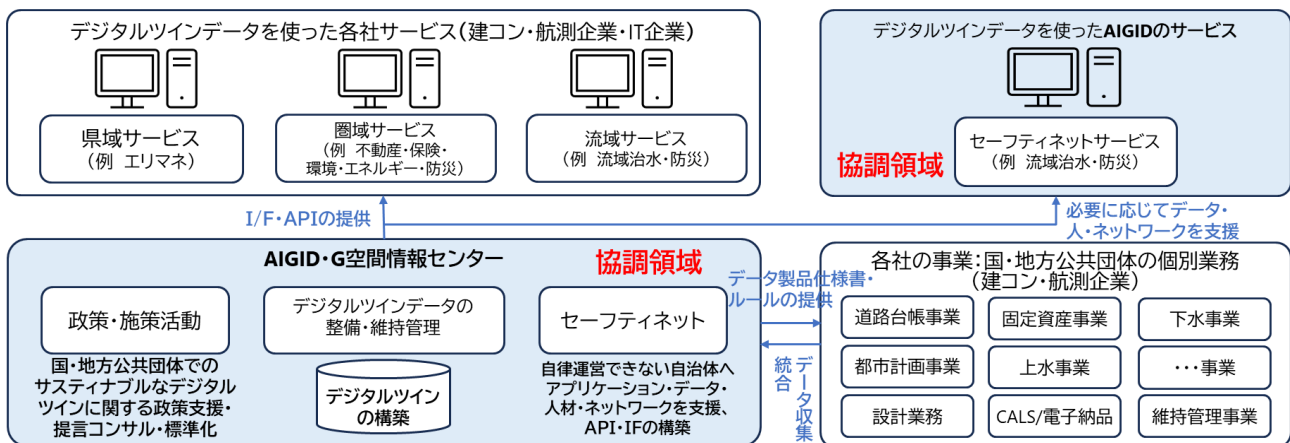 デジタルツインデータを使った各社サービス(建コン・航測企業・IT企業)
県域サービス
(例 エリマネ)
圏域サービス
(例 不動産・保険・
環境・エネルギー・防災)
流域サービス
(例 流域治水・防災)
デジタルツインデータを使ったAIGIDのサービス
セーフティネットサービス
(例 流域治水・防災)
協調領域
I/F・APIの提供
必要に応じてデータ・
人・ネットワークを支援
AIGID・G空間情報センター
協調領域
政策・施策活動
国・地方公共団体での
サスティナブルなデジタル
ツインに関する政策支援・
提言コンサル・標準化
デジタルツインデータの
整備・維持管理
デジタルツイン
の構築
セーフティネット
自律運営できない自治体へ
アプリケーション・データ・
人材・ネットワークを支援、
API・IFの構築
データ製品仕様書・
ルールの提供
データ収集
統合
各社の事業:国・地方公共団体の個別業務
(建コン・航測企業)
道路台帳事業
固定資産事業
下水事業
都市計画事業
上水事業
・・・事業
設計業務
CALS/電子納品
維持管理事業